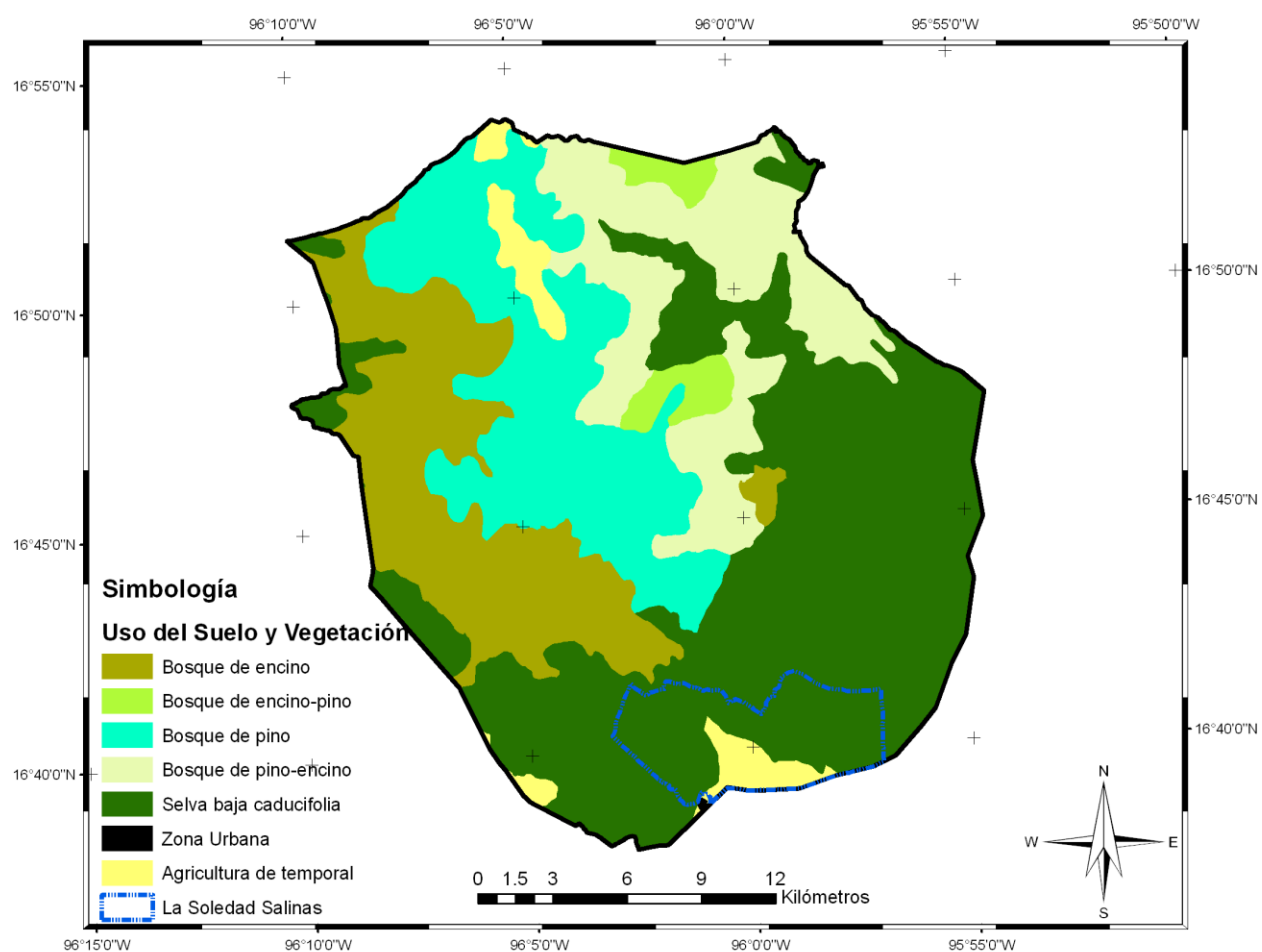 96°10'0"W 96°5'0"W 96°0'0"W 95°55'0"W 95°50'0"W
16°55'0"N
16°50'0"N
16°50'0"N
16°45'0"N
16°45'0"N
16°40'0"N
16°40'0"N
Simbología
Uso del Suelo y Vegetación
Bosque de encino
Bosque de encino-pino
Bosque de pino
Bosque de pino-encino
Selva baja caducifolia
Zona Urbana
Agricultura de temporal
La Soledad Salinas
0 1.5 3 6 9 12
Kilómetros
N
W E
S
96°15'0"W 96°10'0"W 96°5'0"W 96°0'0"W 95°55'0"W